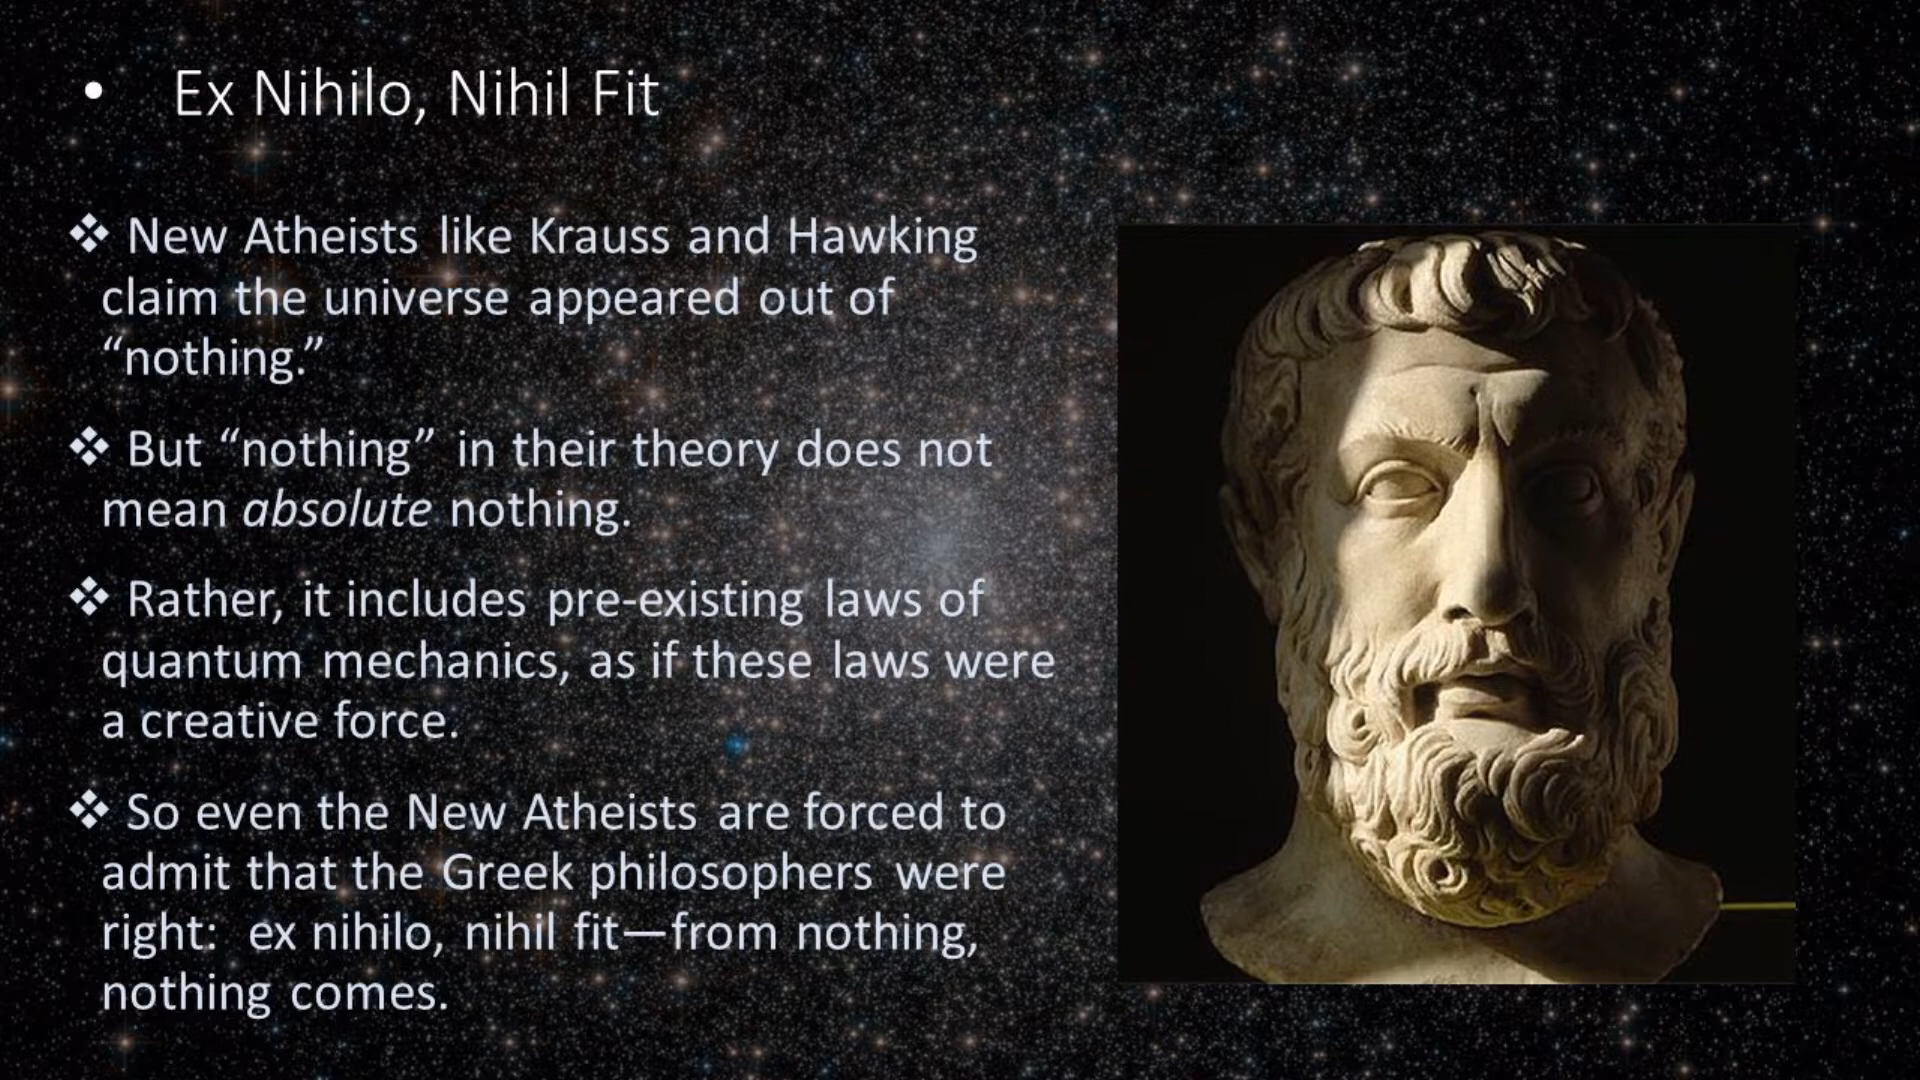 • Ex Nihilo, Nihil Fit
❖ New Atheists like Krauss and Hawking
claim the universe appeared out of
“nothing.”
❖ But “nothing” in their theory does not
mean absolute nothing.
❖ Rather, it includes pre-existing laws of
quantum mechanics, as if these laws were
a creative force.
❖ So even the New Atheists are forced to
admit that the Greek philosophers were
right: ex nihilo, nihil fit—from nothing,
nothing comes.